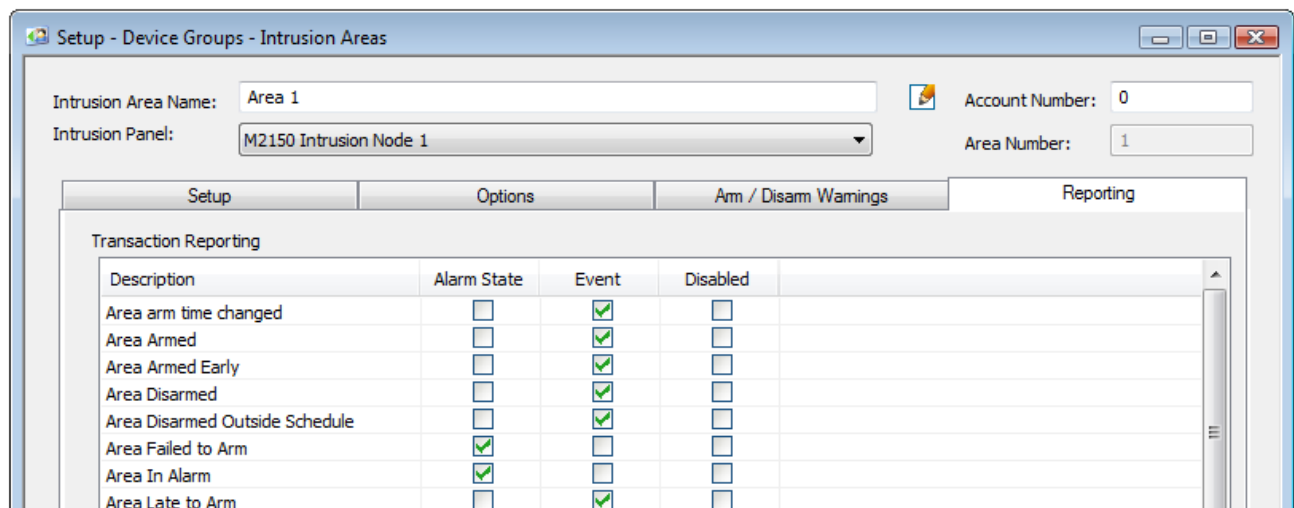 Setup - Device Groups - Intrusion Areas
Intrusion Area Name: Area 1 Account Number: 0
Intrusion Panel: M2150 Intrusion Node 1 Area Number: 1
Setup Options Arm / Disarm Warnings Reporting
Transaction Reporting
Description Alarm State Event Disabled
Area arm time changed
Area Armed
Area Armed Early
Area Disarmed
Area Disarmed Outside Schedule
Area Failed to Arm
Area In Alarm
Area Late to Arm